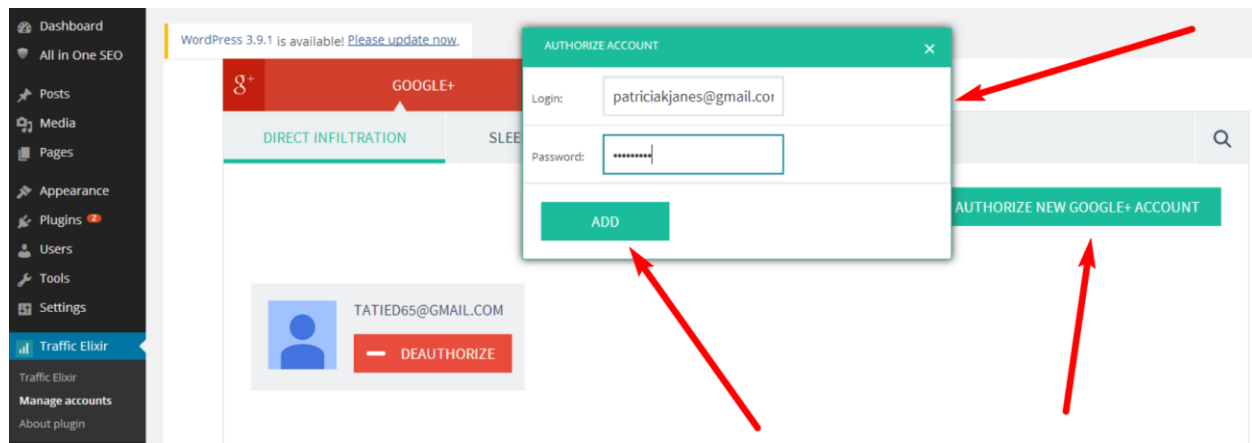 Dashboard
All in One SEO
Posts
Media
Pages
Appearance
Plugins 2
Users
Tools
Settings
Traffic Elixir
Traffic Elixir
Manage accounts
About plugin
WordPress 3.9.1 is available! Please update now.
g+ GOOGLE+
DIRECT INFILTRATION SLEE
AUTHORIZE NEW GOOGLE+ ACCOUNT
TATIED65@GMAIL.COM
DEAUTHORIZE
AUTHORIZE ACCOUNT ×
Login: patriciakjanes@gmail.cor
Password: •••••••••
ADD